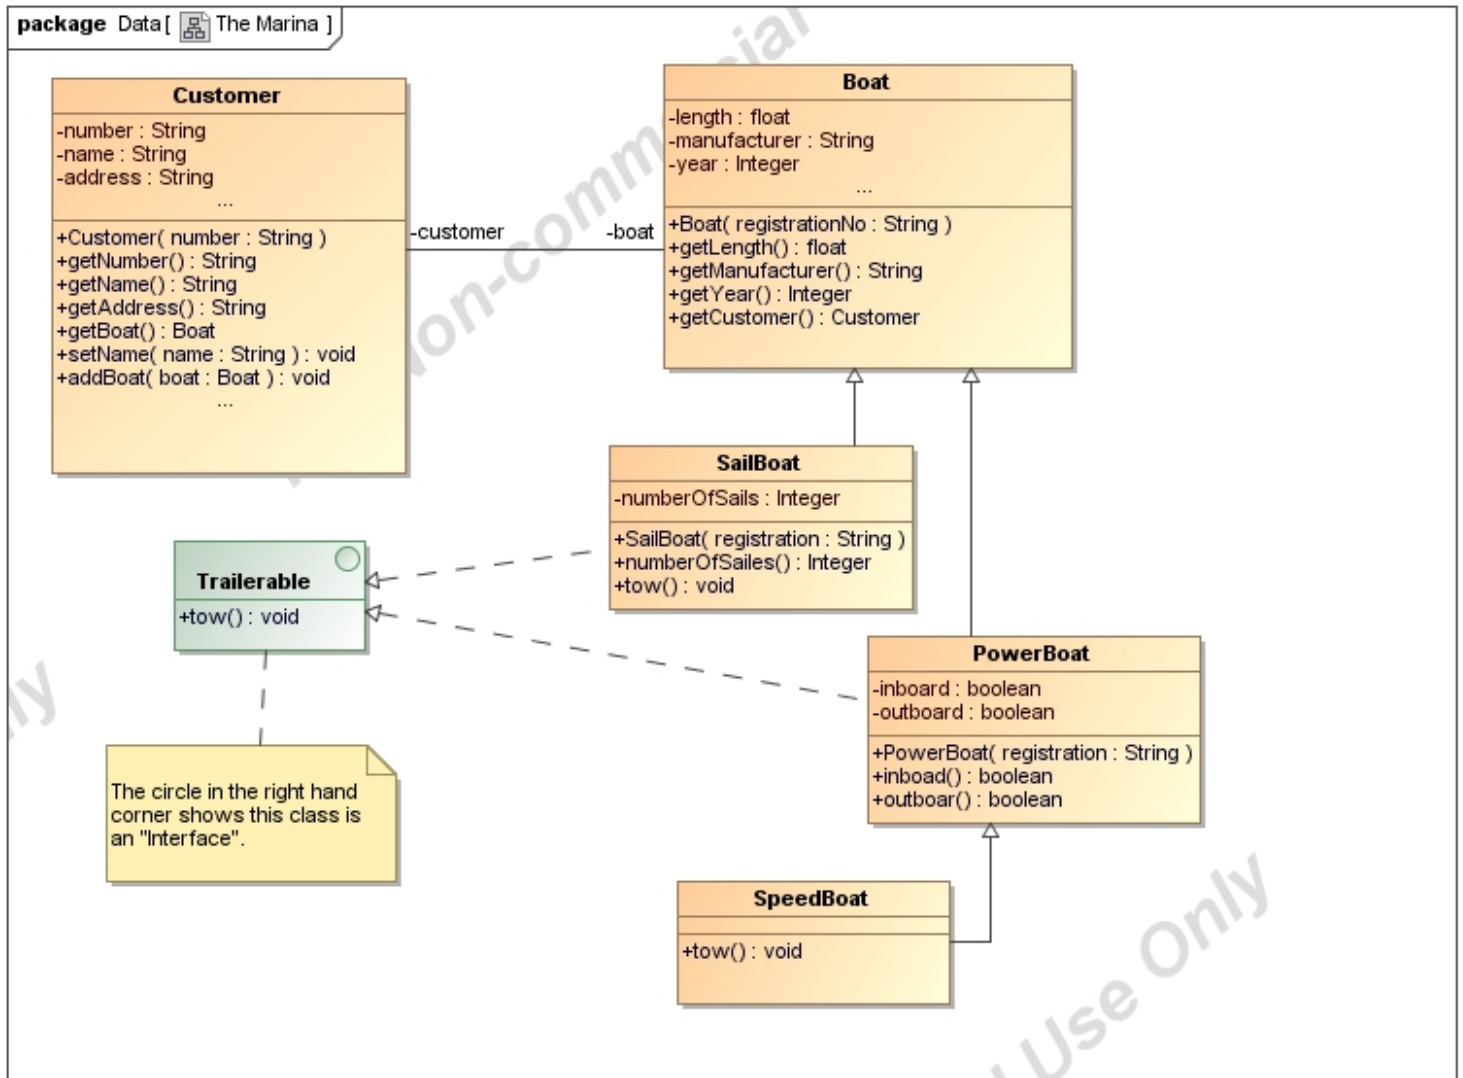 package Data [ The Marina ]
Customer
-number : String
-name : String
-address : String
...
+Customer( number : String )
+getNumber() : String
+getName() : String
+getAddress() : String
+getBoat() : Boat
+setName( name : String ) : void
+addBoat( boat : Boat ) : void
...
-customer
-boat
Boat
-length : float
-manufacturer : String
-year : Integer
...
+Boat( registrationNo : String )
+getLength() : float
+getManufacturer() : String
+getYear() : Integer
+getCustomer() : Customer
SailBoat
-numberOfSails : Integer
+SailBoat( registration : String )
+numberOfSailes() : Integer
+tow() : void
Trailerable
+tow() : void
The circle in the right hand
corner shows this class is
an "Interface".
PowerBoat
-inboard : boolean
-outboard : boolean
+PowerBoat( registration : String )
+inboad() : boolean
+outboar() : boolean
SpeedBoat
+tow() : void
Use Only